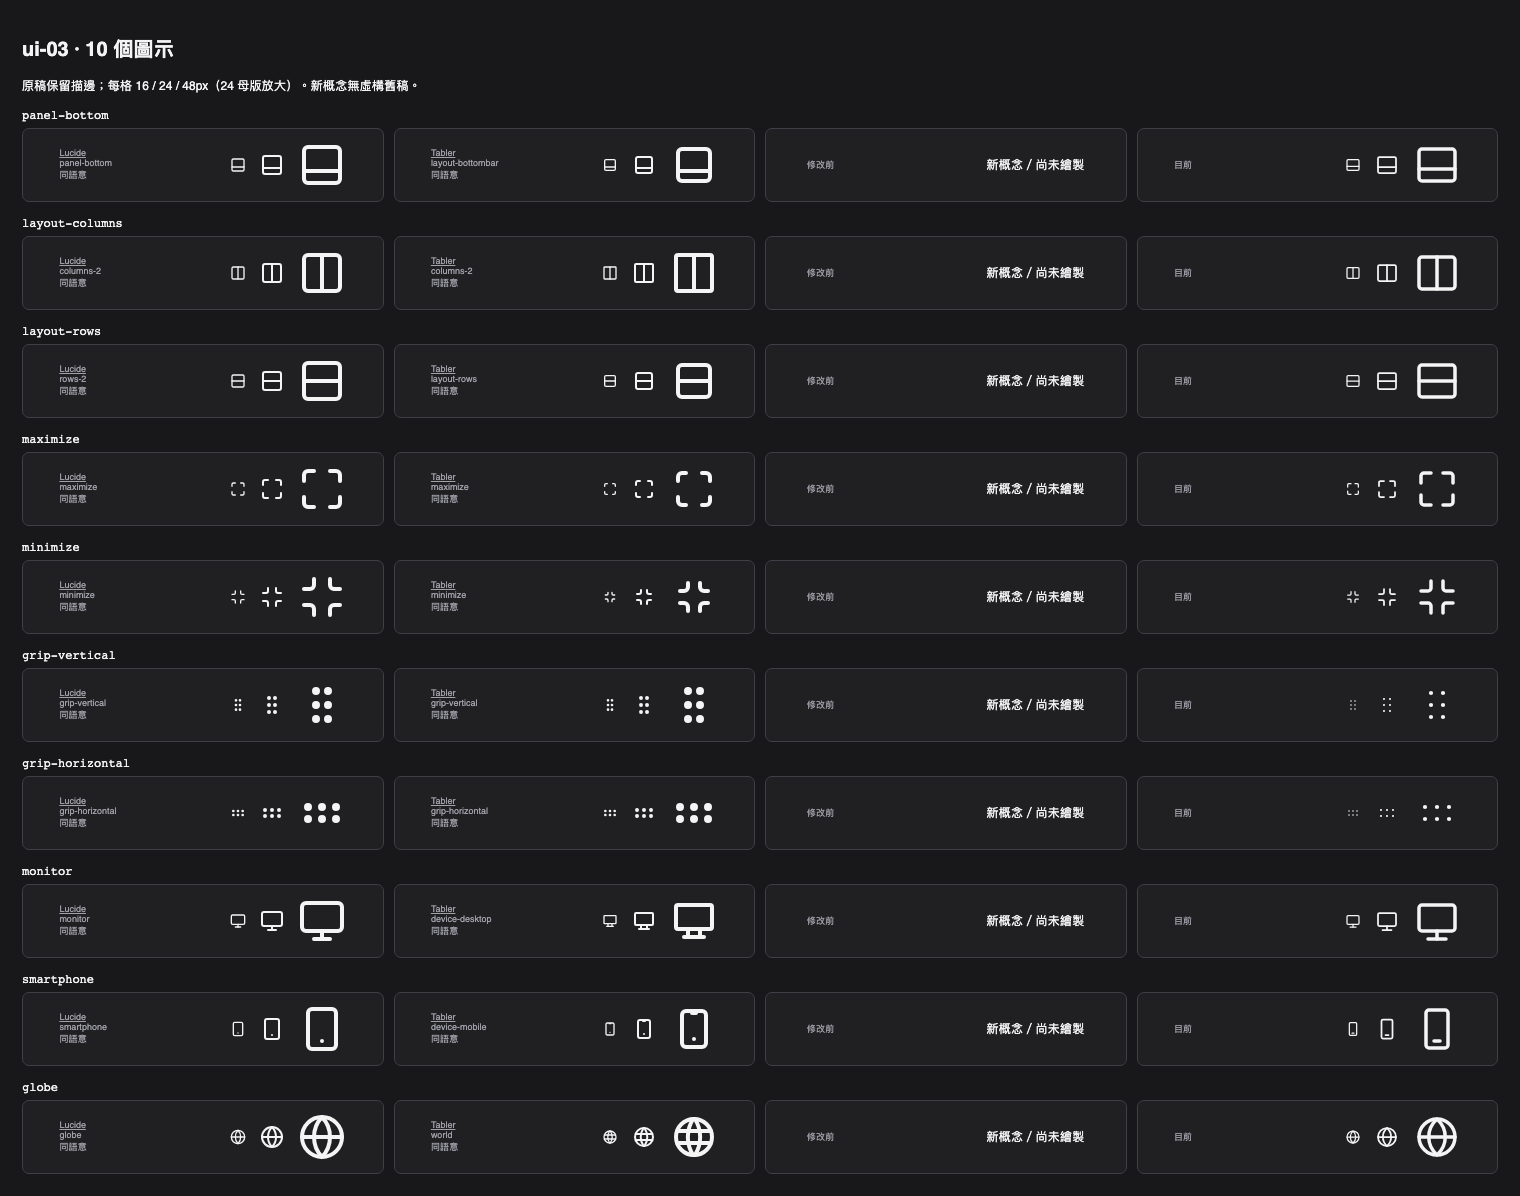 ui-03 · 10 個圖示
原稿保留描邊；每格 16 / 24 / 48px（24 母版放大）。新概念無虛構舊稿。
panel-bottom
Lucide
panel-bottom
同語意
Tabler
layout-bottombar
同語意
修改前
新概念 / 尚未繪製
目前
layout-columns
Lucide
columns-2
同語意
Tabler
columns-2
同語意
修改前
新概念 / 尚未繪製
目前
layout-rows
Lucide
rows-2
同語意
Tabler
layout-rows
同語意
修改前
新概念 / 尚未繪製
目前
maximize
Lucide
maximize
同語意
Tabler
maximize
同語意
修改前
新概念 / 尚未繪製
目前
minimize
Lucide
minimize
同語意
Tabler
minimize
同語意
修改前
新概念 / 尚未繪製
目前
grip-vertical
Lucide
grip-vertical
同語意
Tabler
grip-vertical
同語意
修改前
新概念 / 尚未繪製
目前
grip-horizontal
Lucide
grip-horizontal
同語意
Tabler
grip-horizontal
同語意
修改前
新概念 / 尚未繪製
目前
monitor
Lucide
monitor
同語意
Tabler
device-desktop
同語意
修改前
新概念 / 尚未繪製
目前
smartphone
Lucide
smartphone
同語意
Tabler
device-mobile
同語意
修改前
新概念 / 尚未繪製
目前
globe
Lucide
globe
同語意
Tabler
world
同語意
修改前
新概念 / 尚未繪製
目前